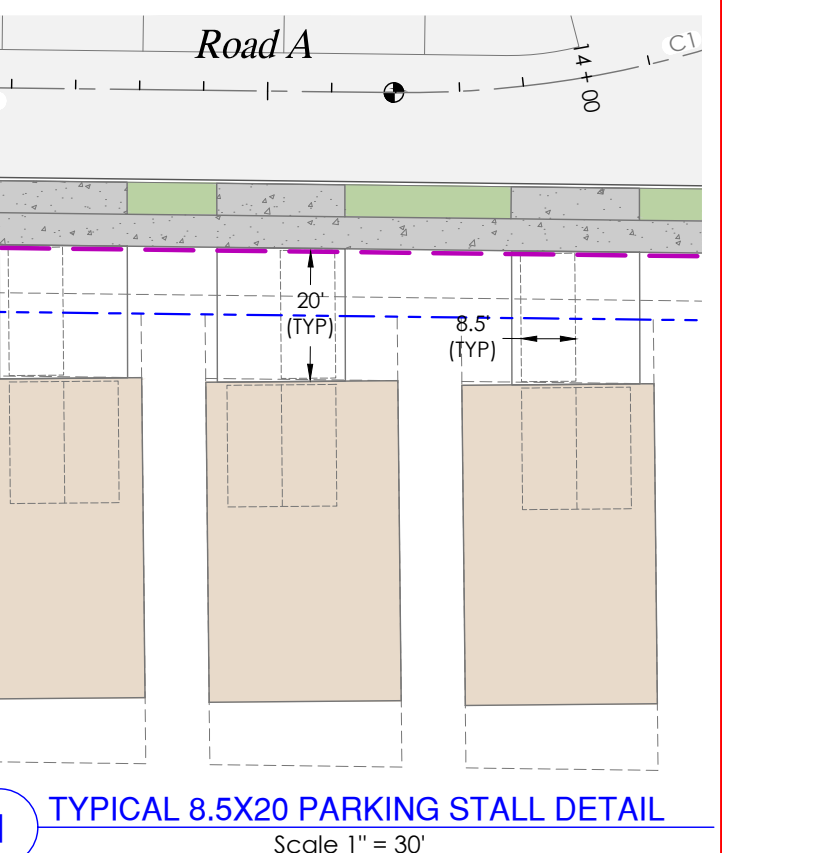 Road A
C1
14+00
20'
(TYP)
8.5'
(TYP)
TYPICAL 8.5X20 PARKING STALL DETAIL
Scale 1" = 30'